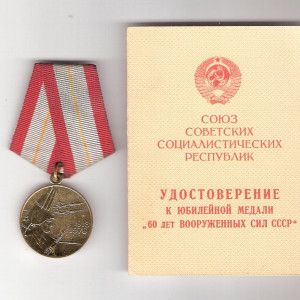 СОЮЗ
СОВЕТСКИХ
СОЦИАЛИСТИЧЕСКИХ
РЕСПУБЛИК
УДОСТОВЕРЕНИЕ
К ЮБИЛЕЙНОЙ МЕДАЛИ
„60 ЛЕТ ВООРУЖЕННЫХ СИЛ СССР“